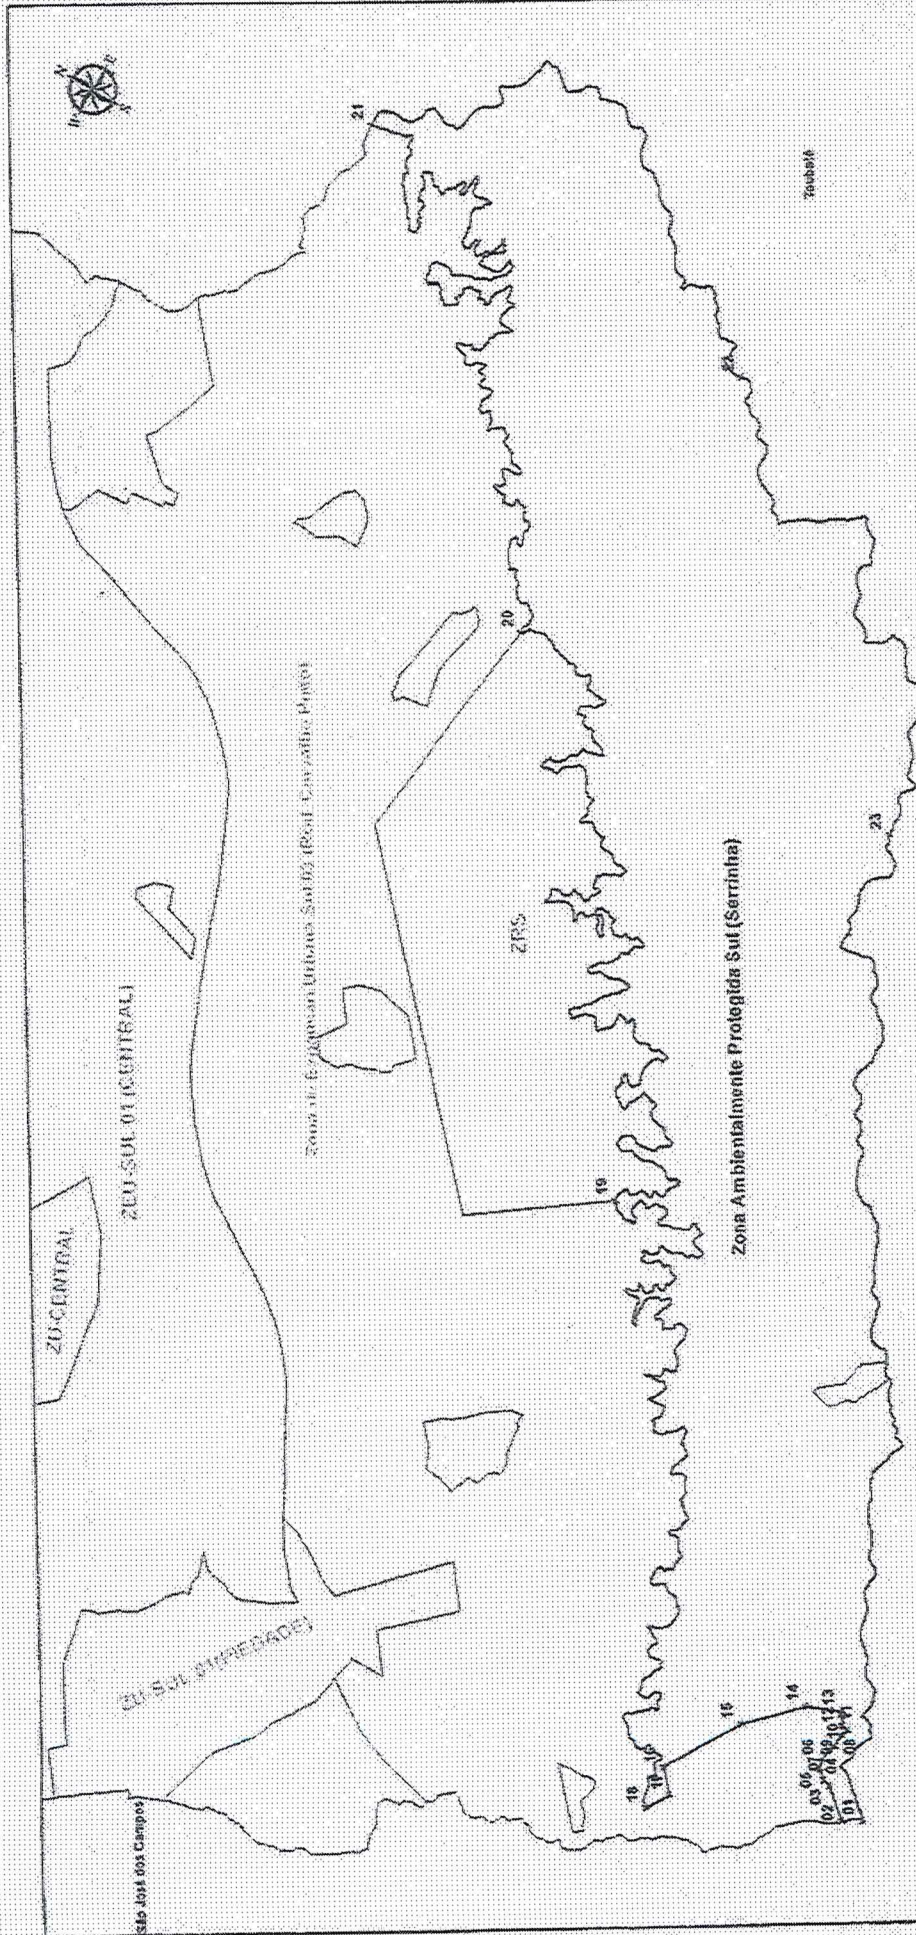 N
São José dos Campos
ZU-CENTRAL
ZEU-SUL 01 (CENTRAL)
ZU-SUL 01 (PIEDADE)
ZRS
Zona Ambientalmente Protegida Sul (Serrinha)
Taubaté
01
02
03
04
05
06
07
08
09
10
11
12
13
14
15
16
18
19
20
21
23